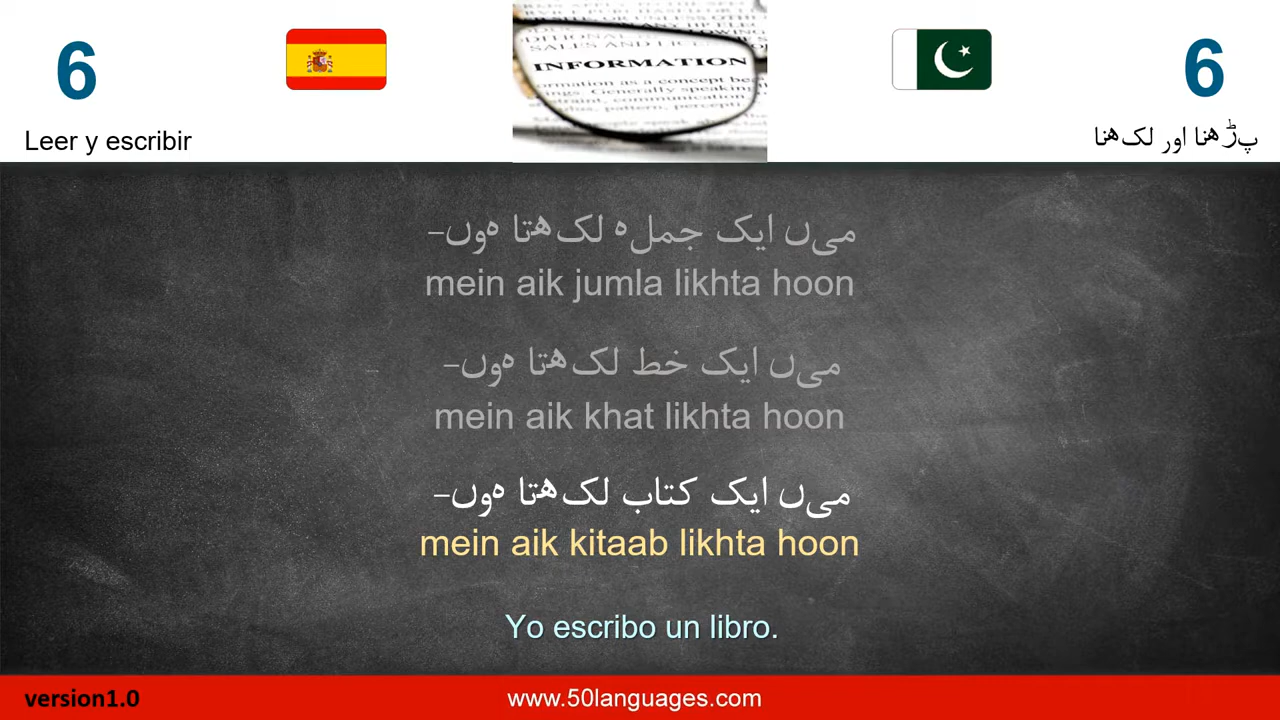 6
6
Leer y escribir
پڑھنا اور لکھنا
INFORMATION
میں ایک جملہ لکھتا ہوں-
mein aik jumla likhta hoon
میں ایک خط لکھتا ہوں-
mein aik khat likhta hoon
میں ایک کتاب لکھتا ہوں-
mein aik kitaab likhta hoon
Yo escribo un libro.
version1.0
www.50languages.com